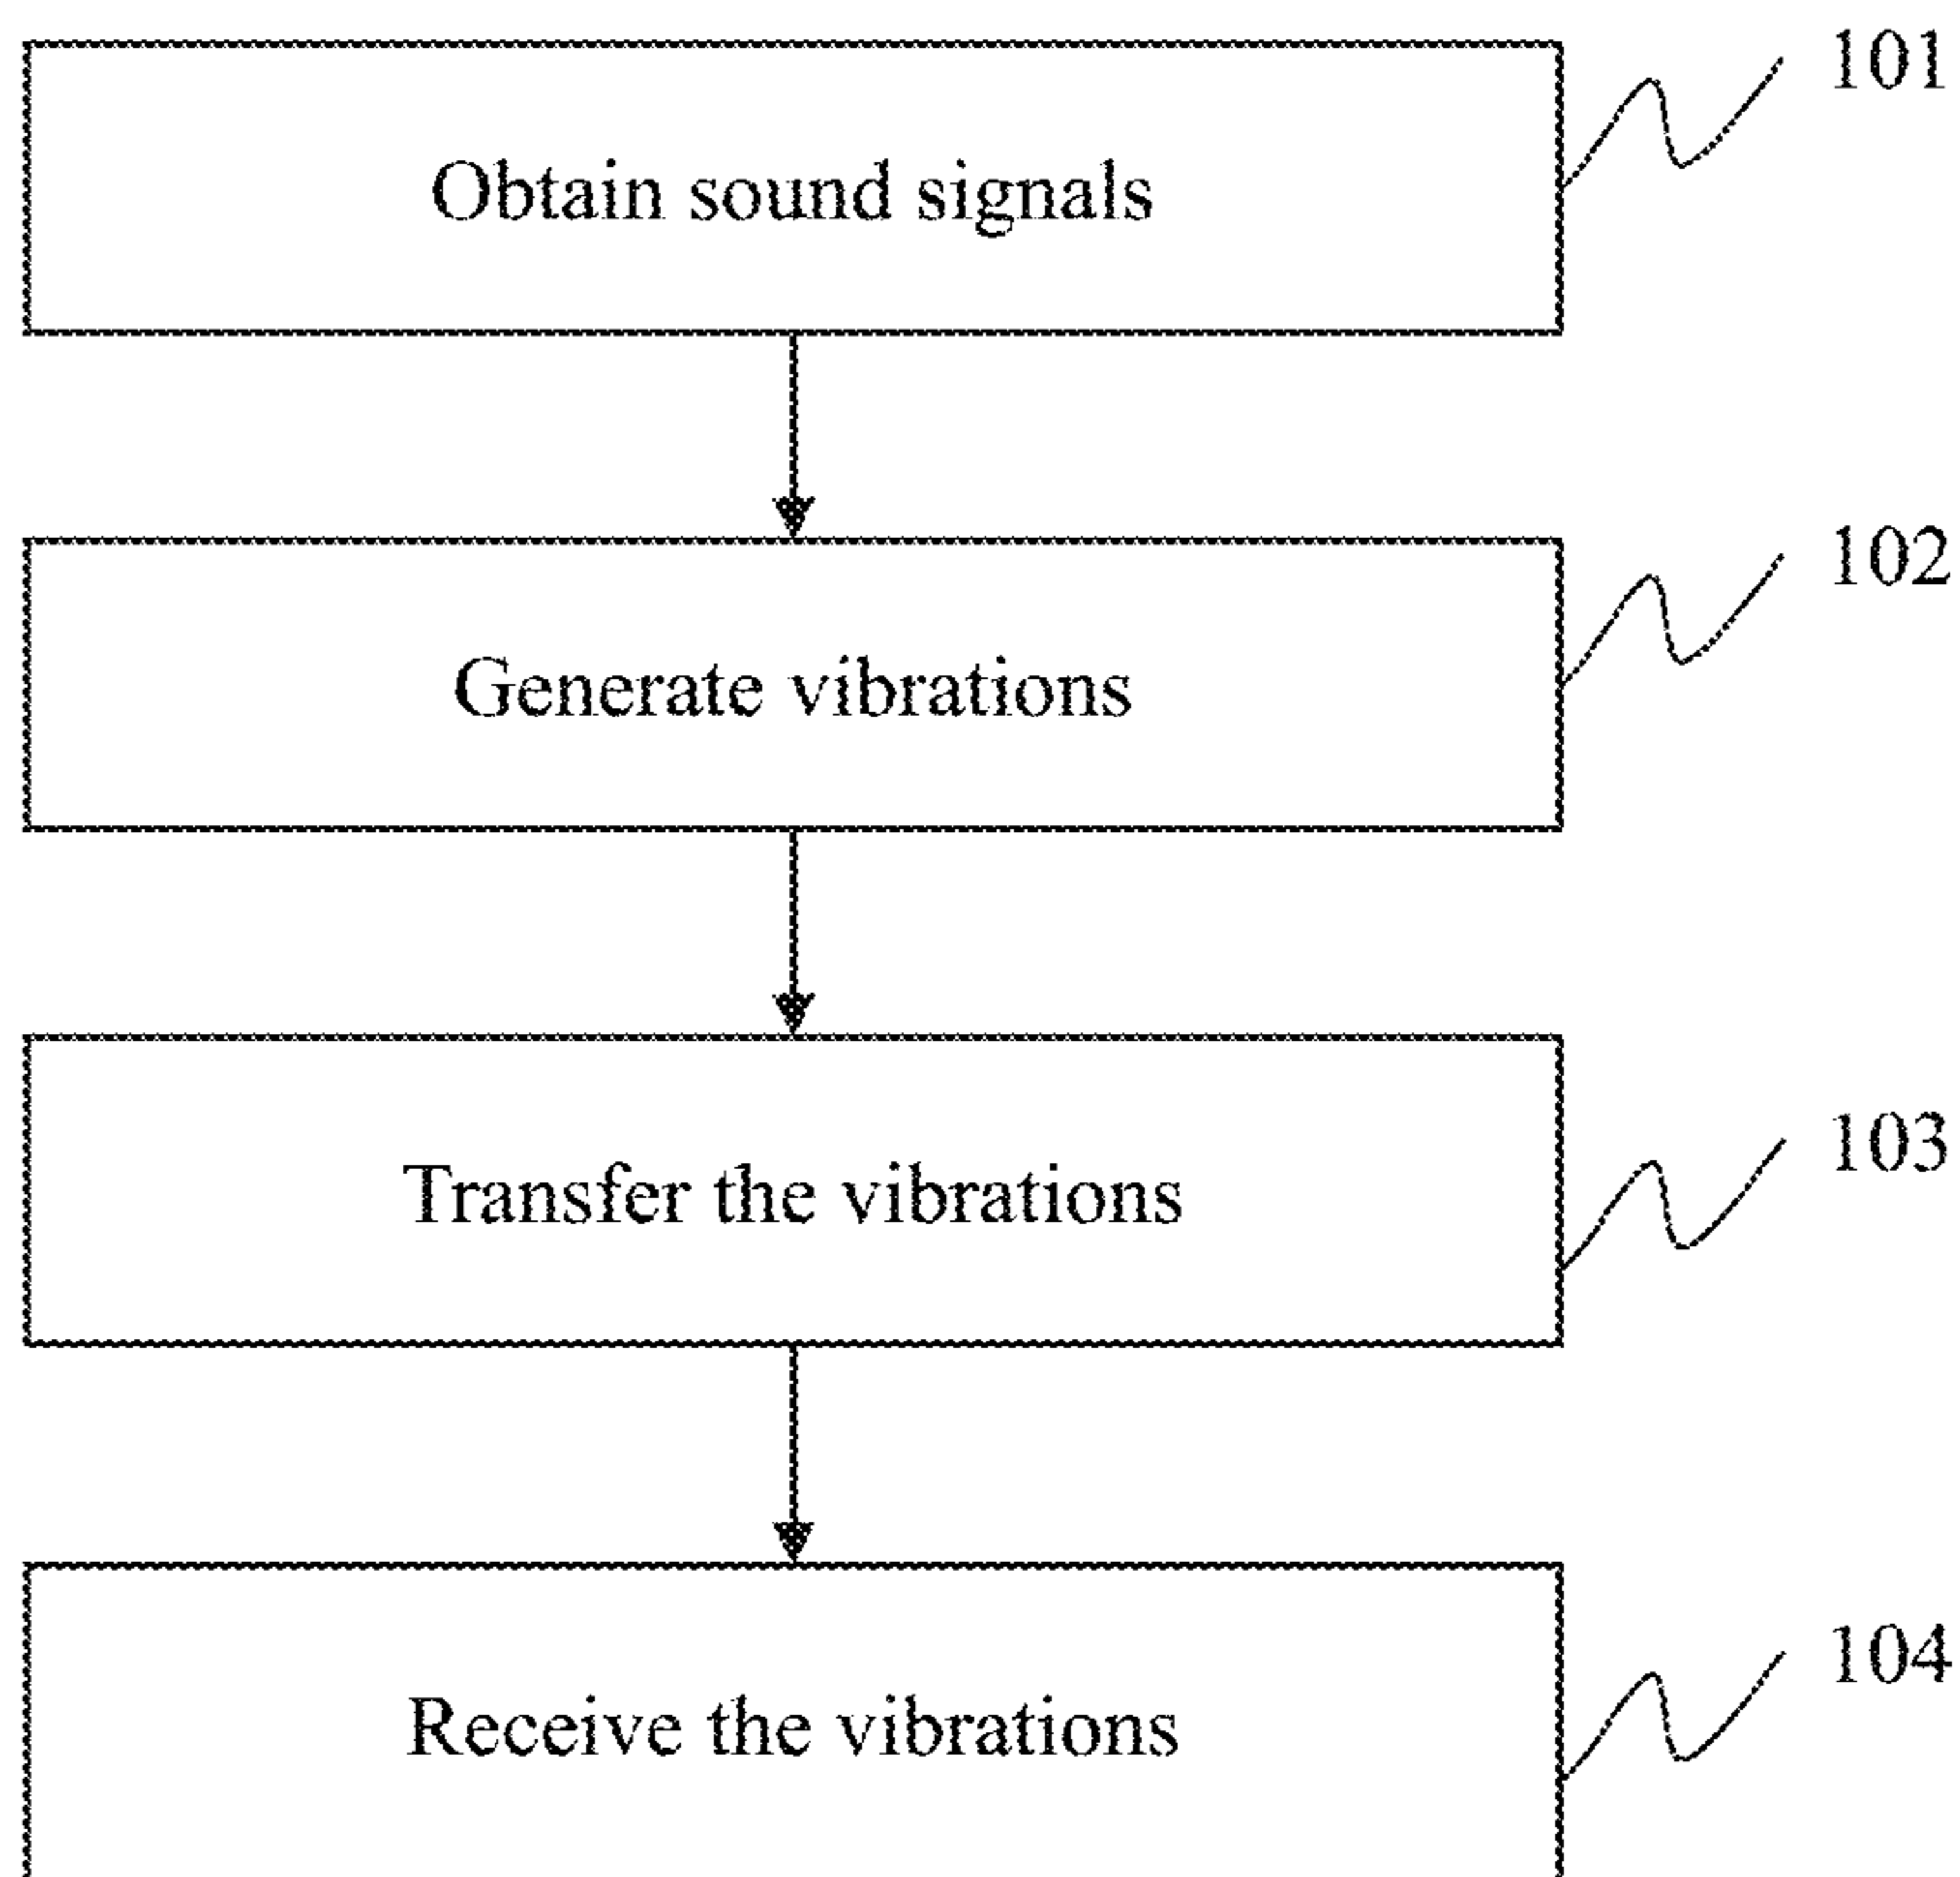 101
Obtain sound signals
102
Generate vibrations
103
Transfer the vibrations
104
Receive the vibrations